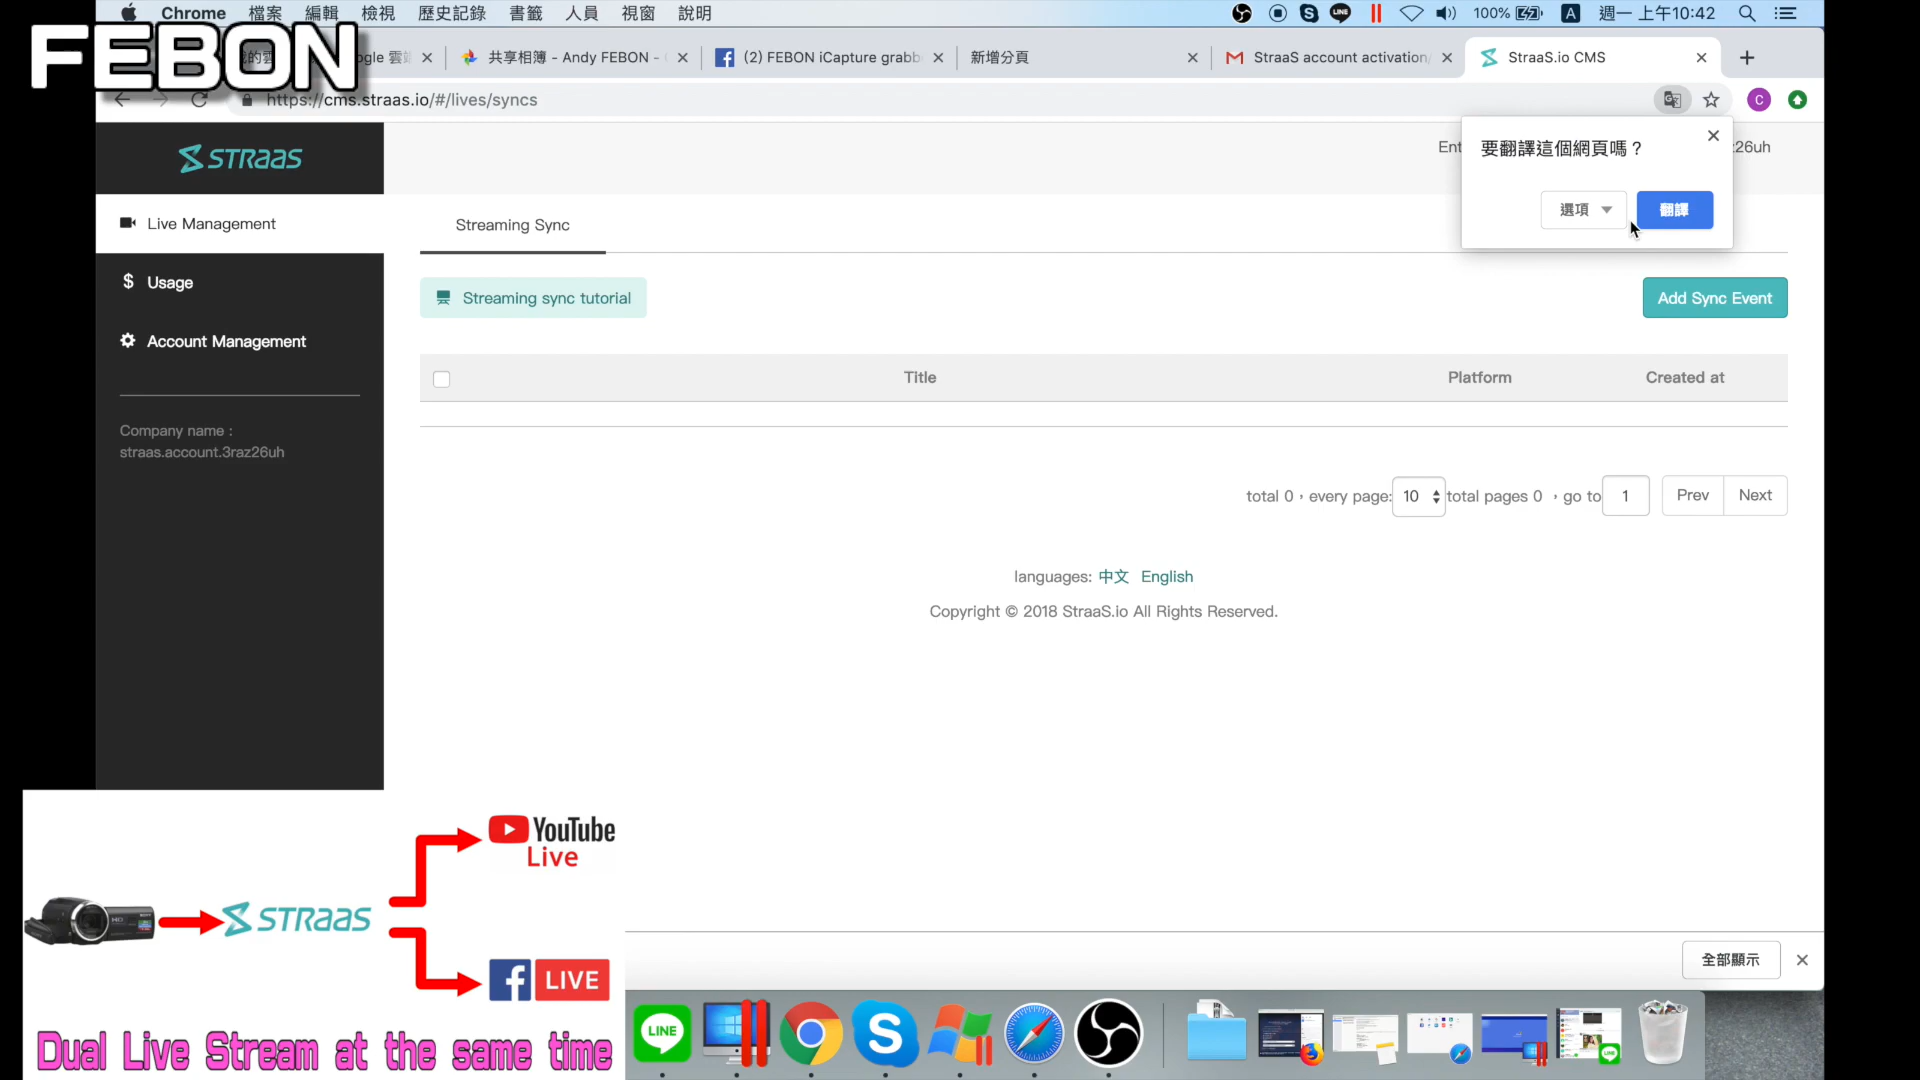 Chrome 檔案 編輯 檢視 歷史記錄 書籤 人員 視窗 說明 LINE 100% A 週一 上午10:42
FEBON
共享相簿 - Andy FEBON -
(2) FEBON iCapture grabb
新增分頁
StraaS account activation/
StraaS.io CMS
https://cms.straas.io/#/lives/syncs
C
STRaaS
要翻譯這個網頁嗎？
選項
翻譯
Live Management
Usage
Account Management
Company name :
straas.account.3raz26uh
Streaming Sync
Streaming sync tutorial
Add Sync Event
Title Platform Created at
total 0，every page: 10 total pages 0 ，go to 1 Prev Next
languages: 中文 English
Copyright © 2018 StraaS.io All Rights Reserved.
YouTube
Live
STRaaS
LIVE
Dual Live Stream at the same time
全部顯示
LINE